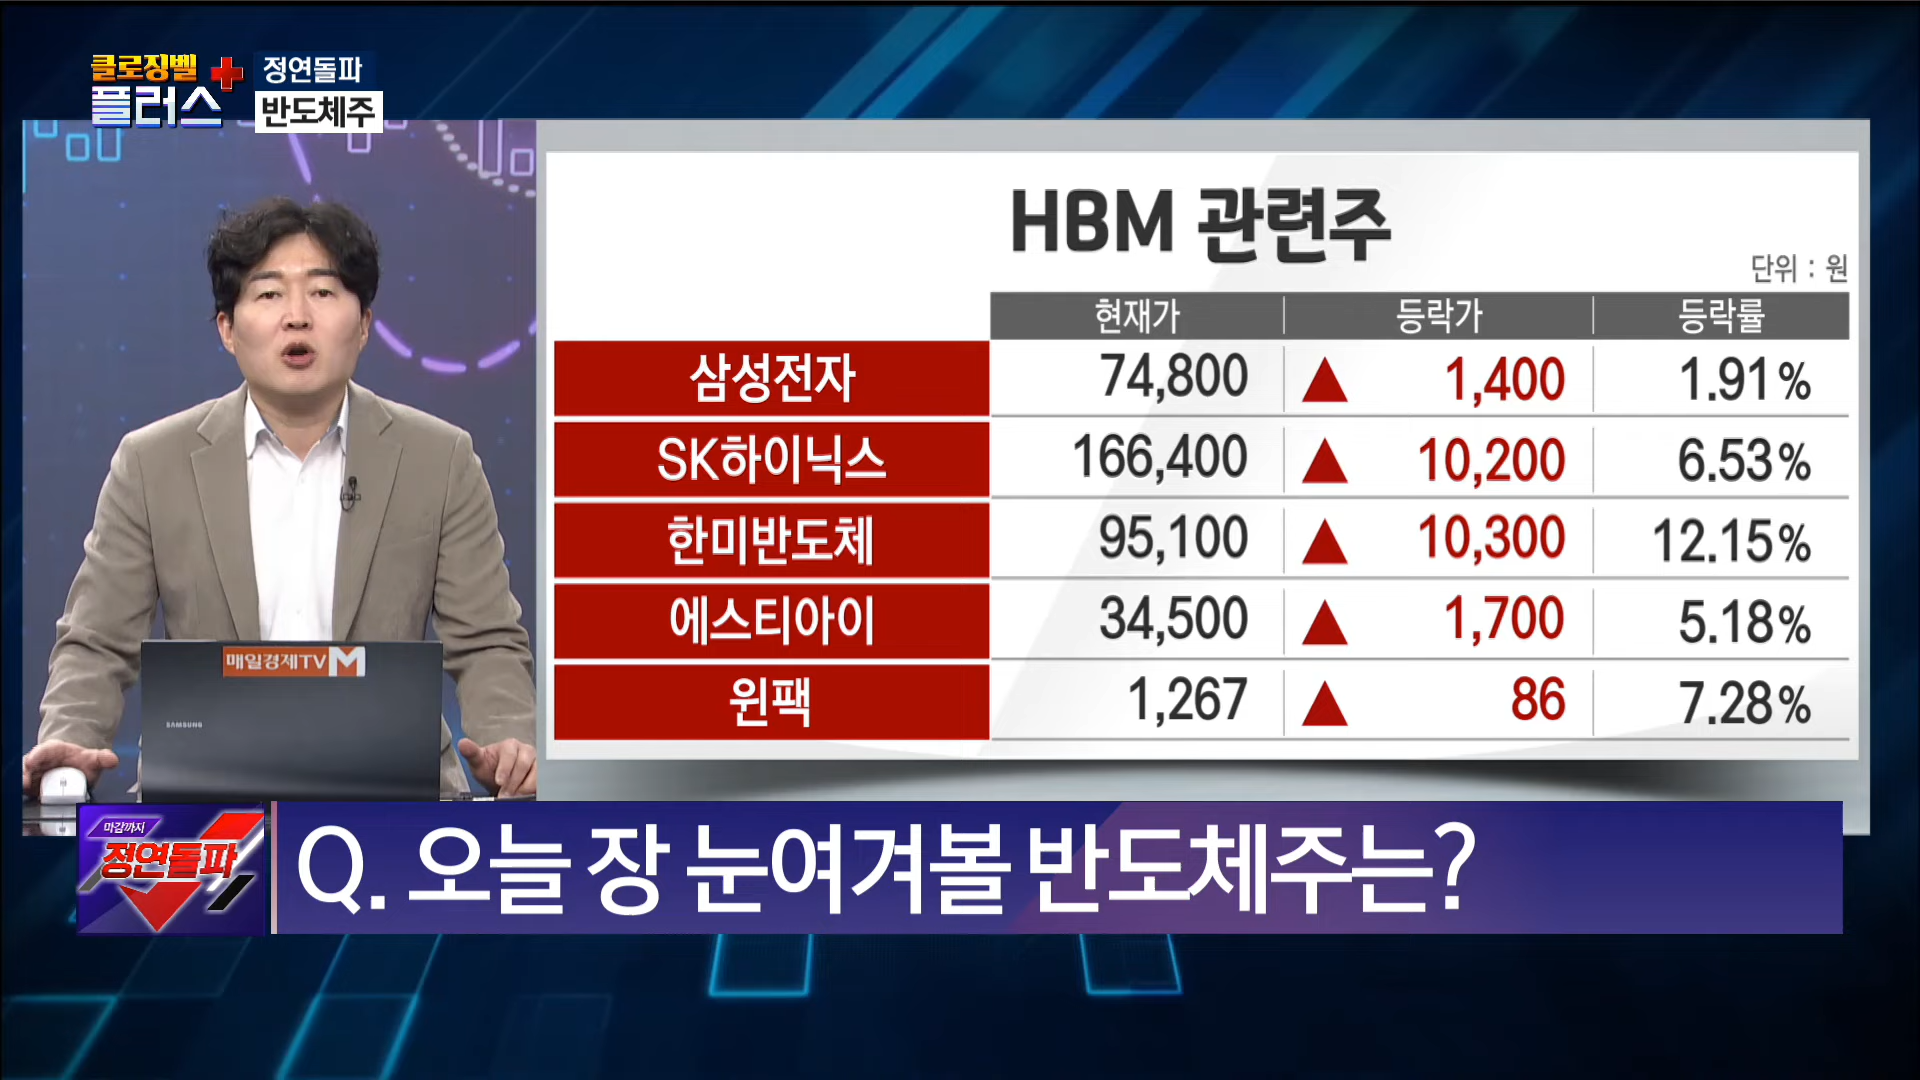 클로징벨
플러스
정연돌파
반도체주
HBM 관련주
단위 : 원
현재가 등락가 등락률
삼성전자 74,800 ▲ 1,400 1.91%
SK하이닉스 166,400 ▲ 10,200 6.53%
한미반도체 95,100 ▲ 10,300 12.15%
에스티아이 34,500 ▲ 1,700 5.18%
윈팩 1,267 ▲ 86 7.28%
매일경제TV M
SAMSUNG
마감까지
정연돌파
Q. 오늘 장 눈여겨볼 반도체주는?